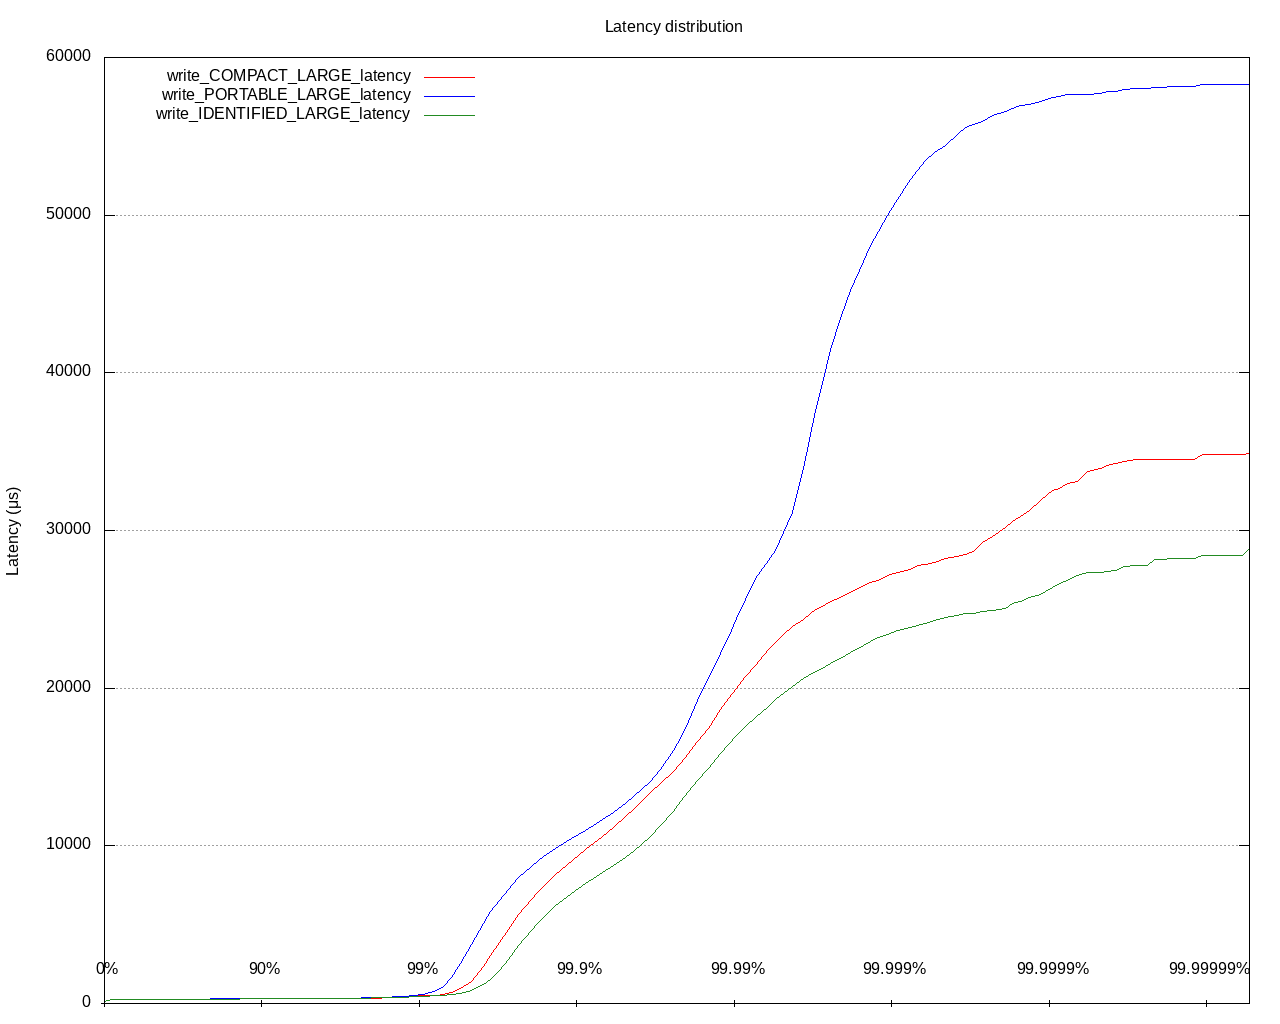 Latency distribution
60000
50000
40000
30000
20000
10000
0
Latency (µs)
write_COMPACT_LARGE_latency
write_PORTABLE_LARGE_latency
write_IDENTIFIED_LARGE_latency
0% 90% 99% 99.9% 99.99% 99.999% 99.9999% 99.99999%